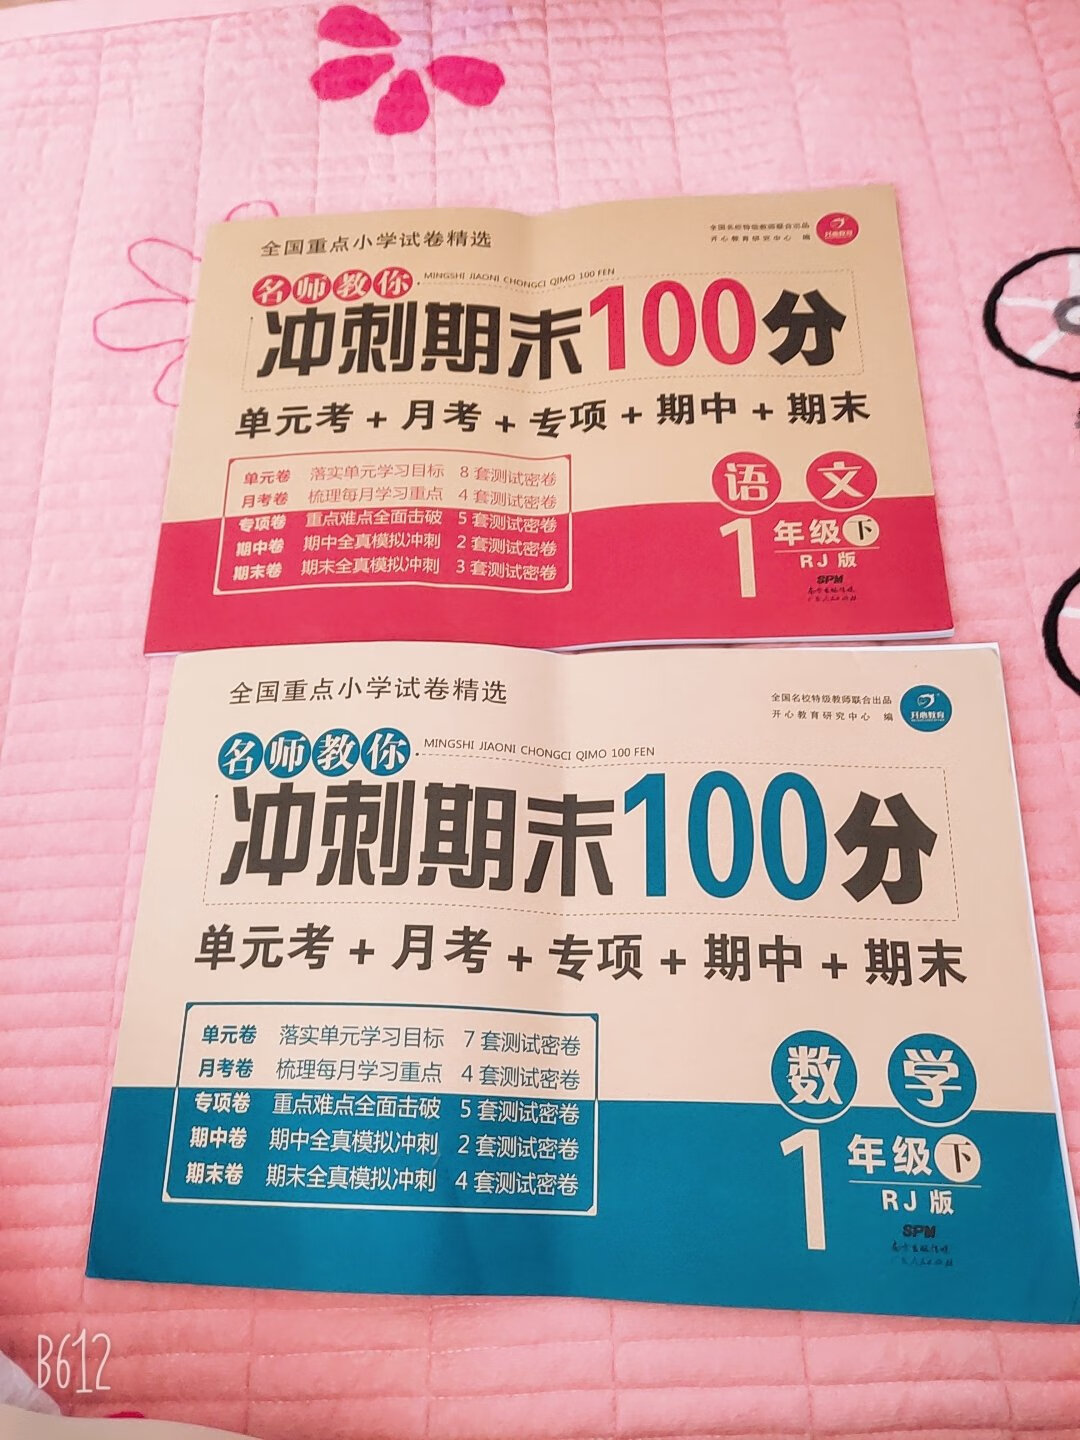 全国重点小学试卷精选
全国名校特级教师联合出品
开心教育研究中心 编
开心教育
名师教你
MINGSHI JIAONI CHONGCI QIMO 100 FEN
冲刺期末100分
单元考+月考+专项+期中+期末
单元卷 落实单元学习目标 8套测试密卷
月考卷 梳理每月学习重点 4套测试密卷
专项卷 重点难点全面击破 5套测试密卷
期中卷 期中全真模拟冲刺 2套测试密卷
期末卷 期末全真模拟冲刺 3套测试密卷
语文
1年级下
RJ版
SPM
全国重点小学试卷精选
全国名校特级教师联合出品
开心教育研究中心 编
开心教育
名师教你
MINGSHI JIAONI CHONGCI QIMO 100 FEN
冲刺期末100分
单元考+月考+专项+期中+期末
单元卷 落实单元学习目标 7套测试密卷
月考卷 梳理每月学习重点 4套测试密卷
专项卷 重点难点全面击破 5套测试密卷
期中卷 期中全真模拟冲刺 2套测试密卷
期末卷 期末全真模拟冲刺 4套测试密卷
数学
1年级下
RJ版
SPM
B612